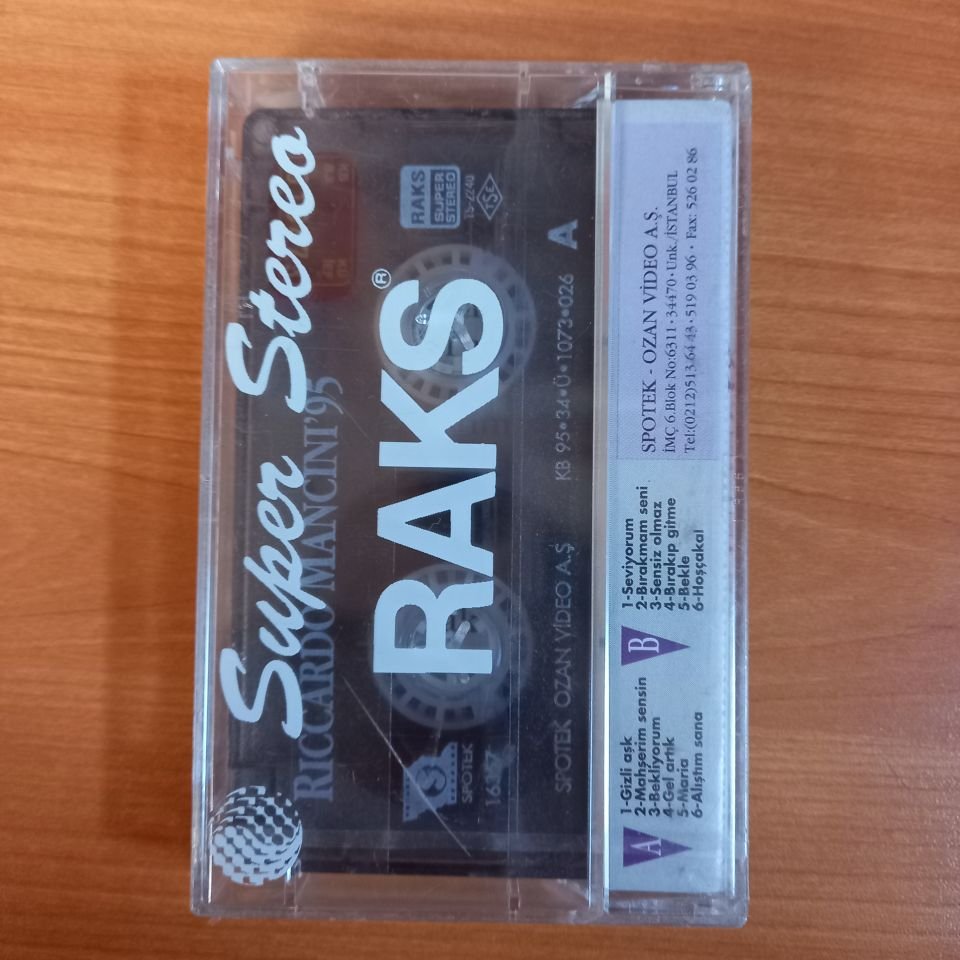 Super Stereo
RICCARDO MANCINI'95
RAKS®
RAKS
SUPER
STEREO
TS-2240
TSE
SPOTEK
SPOTEK OZAN VİDEO A.Ş KB 95•34•Ü•1073•026 A
A
1-Gizli aşk
2-Mahşerim sensin
3-Bekliyorum
4-Gel artık
5-Maria
6-Alıştım sana
B
1-Seviyorum
2-Bırakmam seni
3-Sensiz olmaz
4-Bırakıp gitme
5-Bekle
6-Hoşçakal
SPOTEK - OZAN VİDEO A.Ş.
İMÇ 6.Blok No:6311 • 34470 • Unk./İSTANBUL
Tel:(0212)513 64 43 • 519 03 96 • Fax: 526 02 86